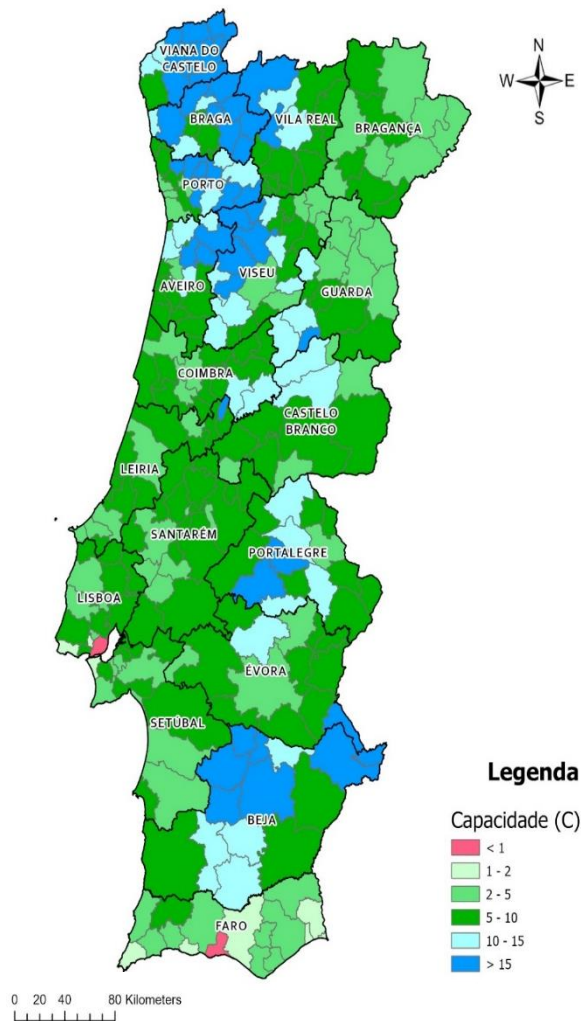 N
W E
S
VIANA DO
CASTELO
BRAGA
VILA REAL
BRAGANÇA
PORTO
AVEIRO
VISEU
GUARDA
COIMBRA
CASTELO
BRANCO
LEIRIA
SANTARÉM
PORTALEGRE
LISBOA
ÉVORA
SETÚBAL
BEJA
FARO
Legenda
Capacidade (C)
< 1
1 - 2
2 - 5
5 - 10
10 - 15
> 15
0 20 40 80 Kilometers